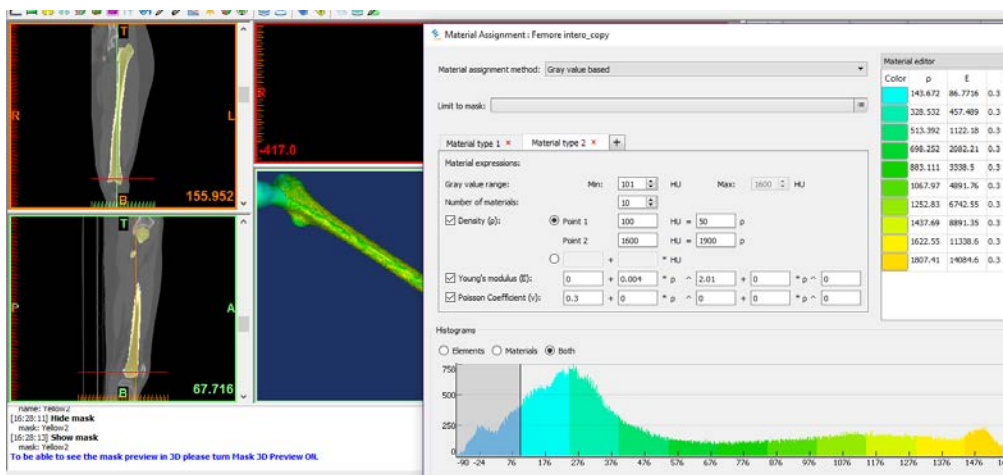 Material Assignment : Femore intero_copy
T
R
L
B
155.952
-417.0
T
P
A
B
67.716
name: Yellow2
[16:28:11] Hide mask
mask: Yellow2
[16:28:13] Show mask
mask: Yellow2
To be able to see the mask preview in 3D please turn Mask 3D Preview ON.
Material assignment method: Gray value based
Limit to mask:
Material type 1 × Material type 2 × +
Material expressions:
Gray value range: Min: 101 HU Max: 1600 HU
Number of materials: 10
Density (ρ): Point 1 100 HU = 50 ρ
Point 2 1600 HU = 1900 ρ
+ * HU
Young's modulus (E): 0 + 0.004 * ρ ^ 2.01 + 0 * ρ ^ 0
Poisson Coefficient (v): 0.3 + 0 * ρ ^ 0 + 0 * ρ ^ 0
Material editor
Color ρ E
143.672 86.7716 0.3
328.532 457.489 0.3
513.392 1122.18 0.3
698.252 2082.21 0.3
883.111 3338.5 0.3
1067.97 4891.76 0.3
1252.83 6742.55 0.3
1437.69 8891.35 0.3
1622.55 11338.6 0.3
1807.41 14084.6 0.3
Histograms
Elements Materials Both
750
500
250
0
-90 -24 76 176 276 376 476 576 676 776 876 976 1076 1176 1276 1376 1476